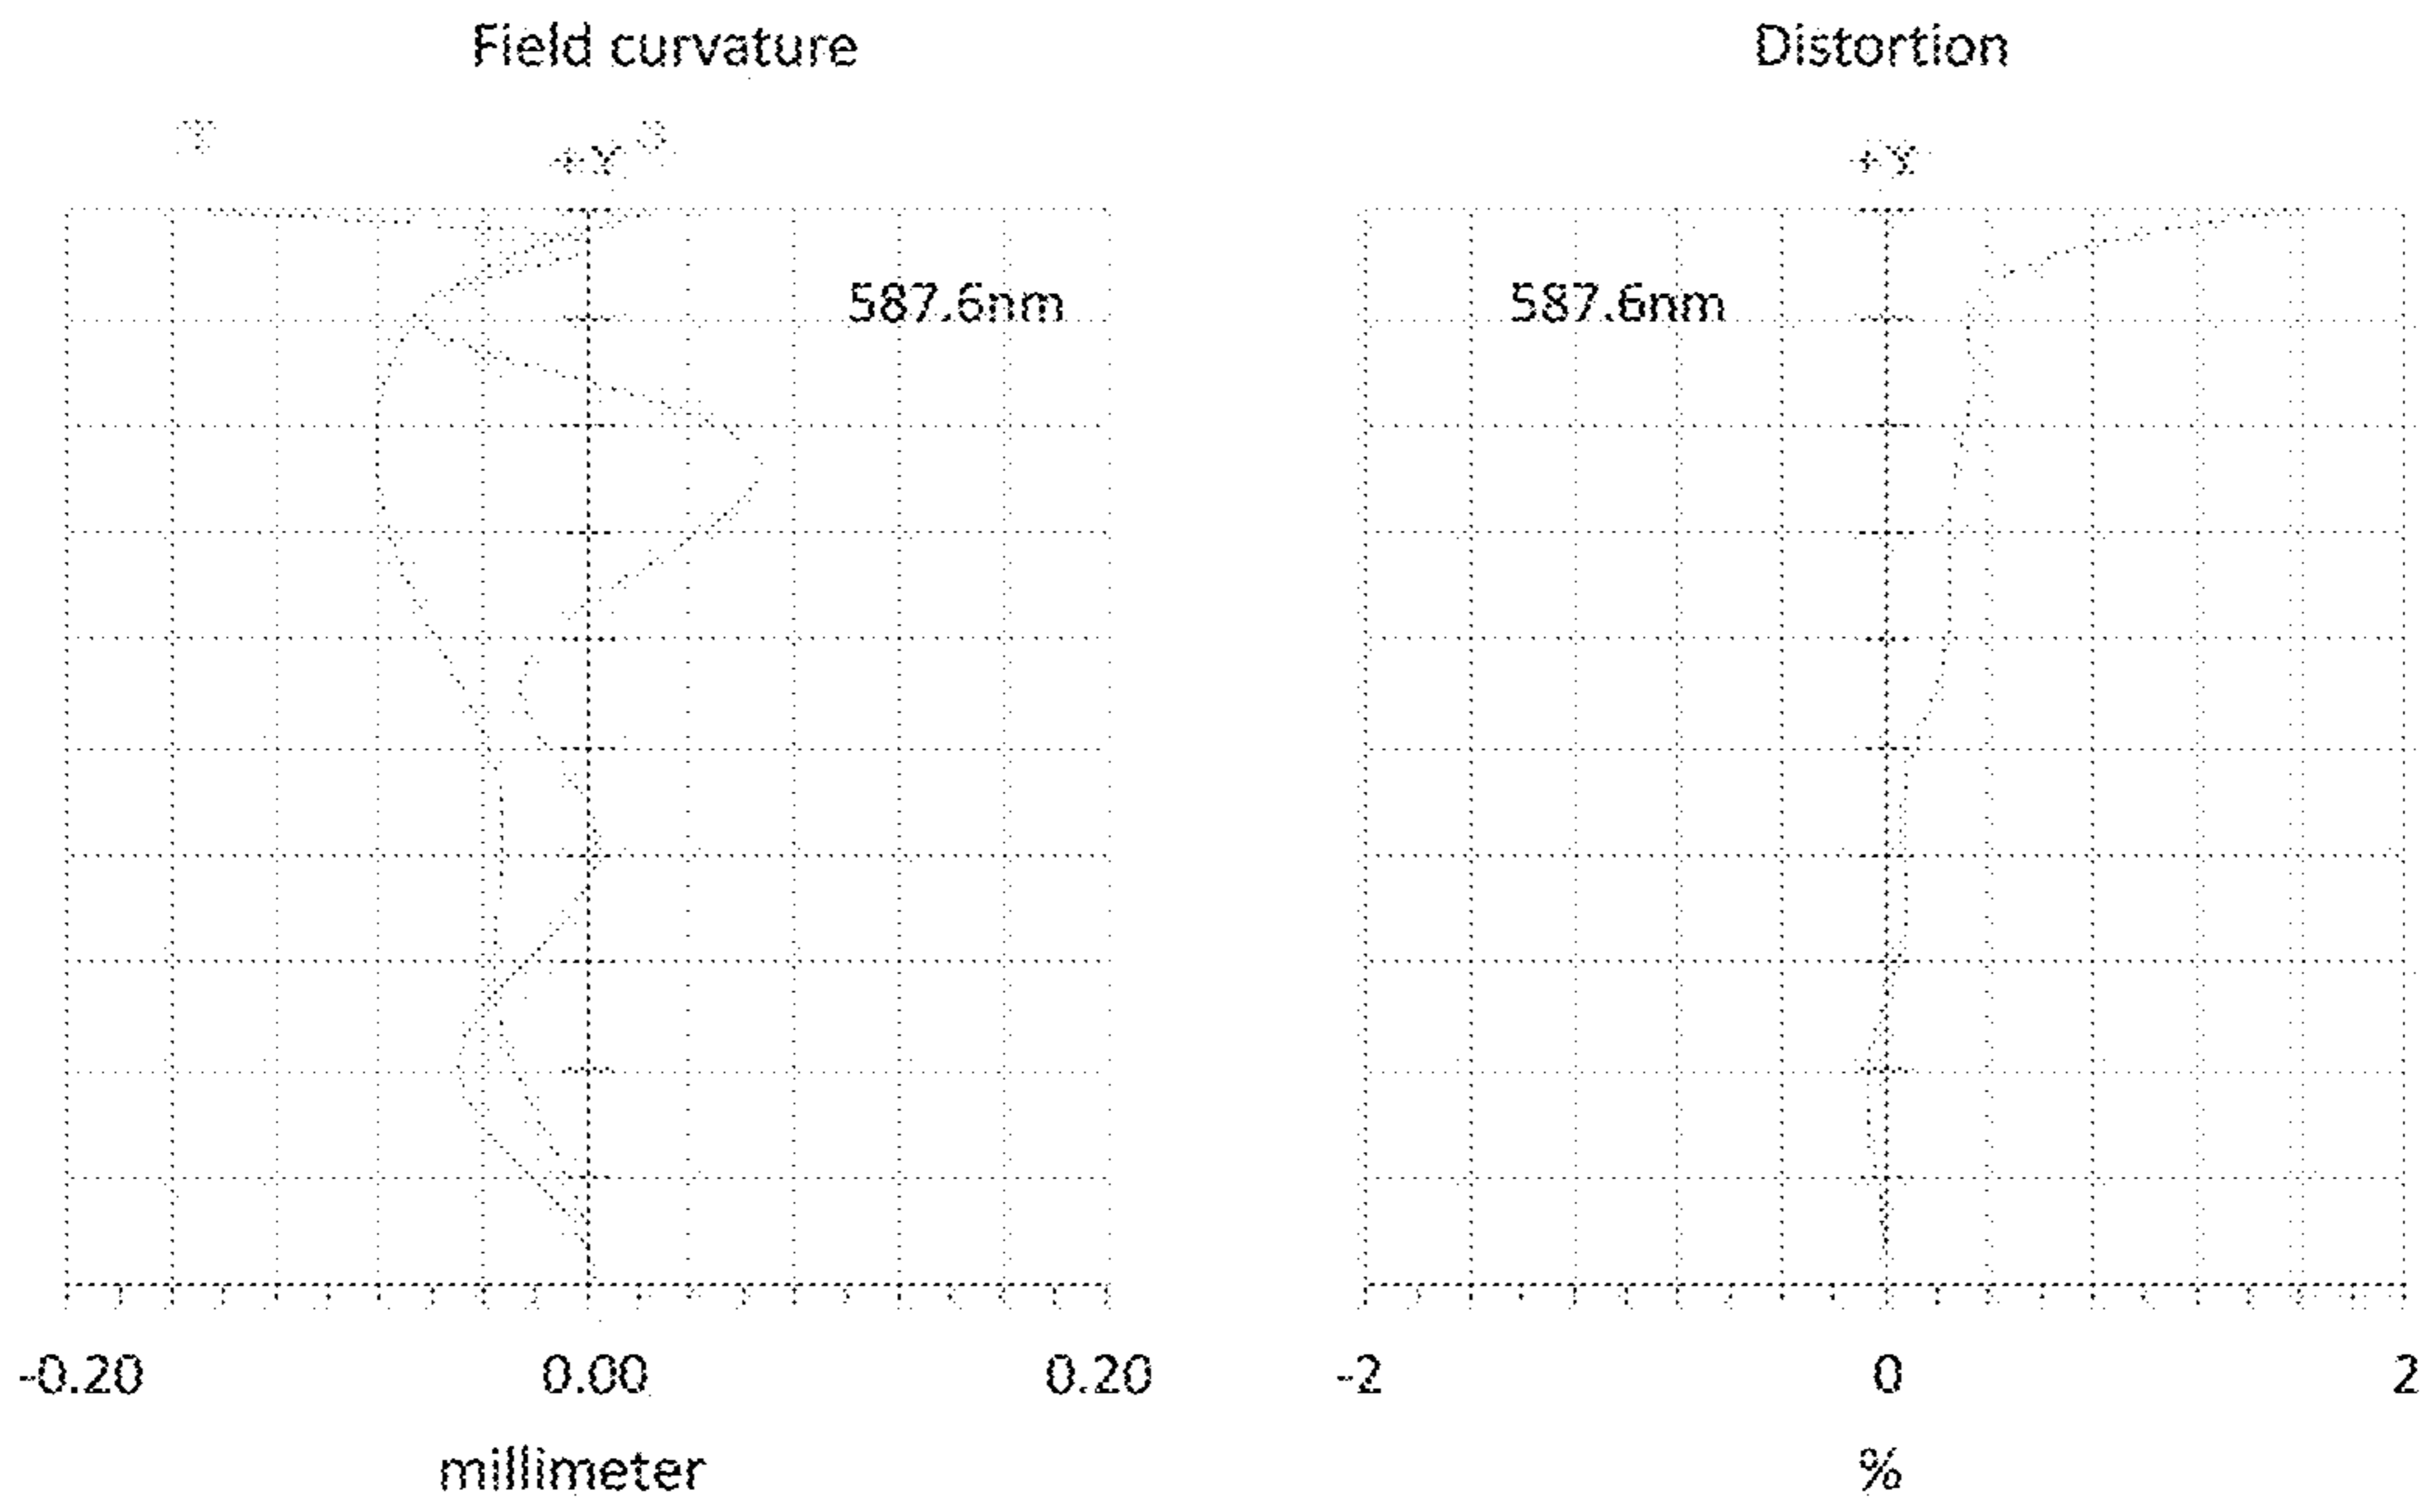 Field curvature
Distortion
+Y
+Y
587.6nm
587.6nm
-0.20
0.00
0.20
-2
0
2
millimeter
%